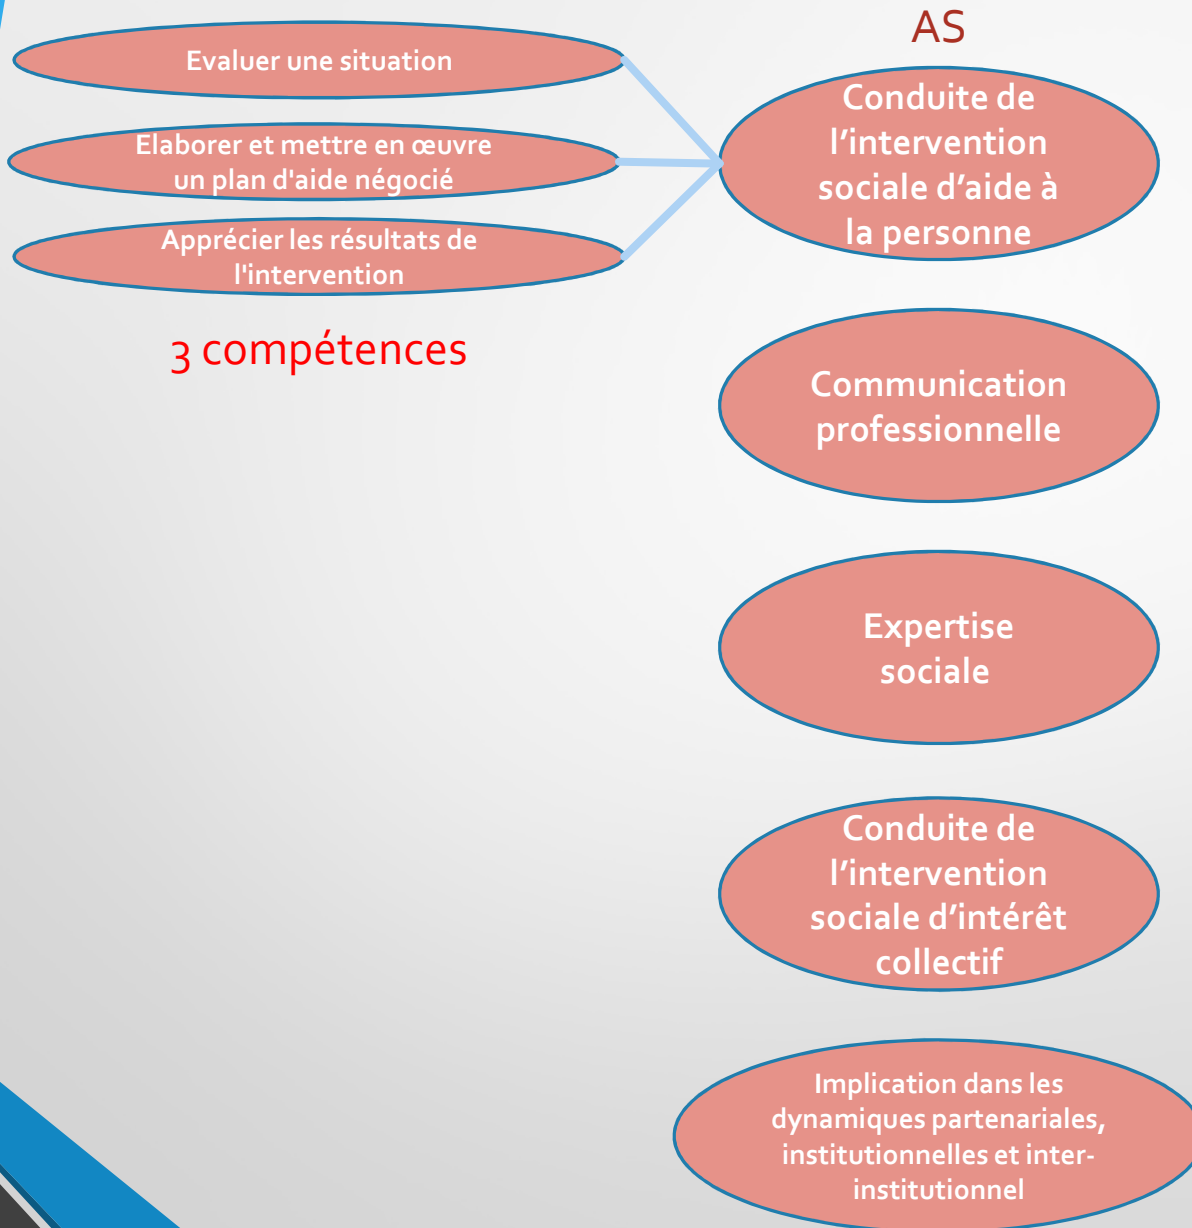 AS
Evaluer une situation
Elaborer et mettre en œuvre
un plan d'aide négocié
Apprécier les résultats de
l'intervention
3 compétences
Conduite de
l’intervention
sociale d’aide à
la personne
Communication
professionnelle
Expertise
sociale
Conduite de
l’intervention
sociale d’intérêt
collectif
Implication dans les
dynamiques partenariales,
institutionnelles et inter-
institutionnel